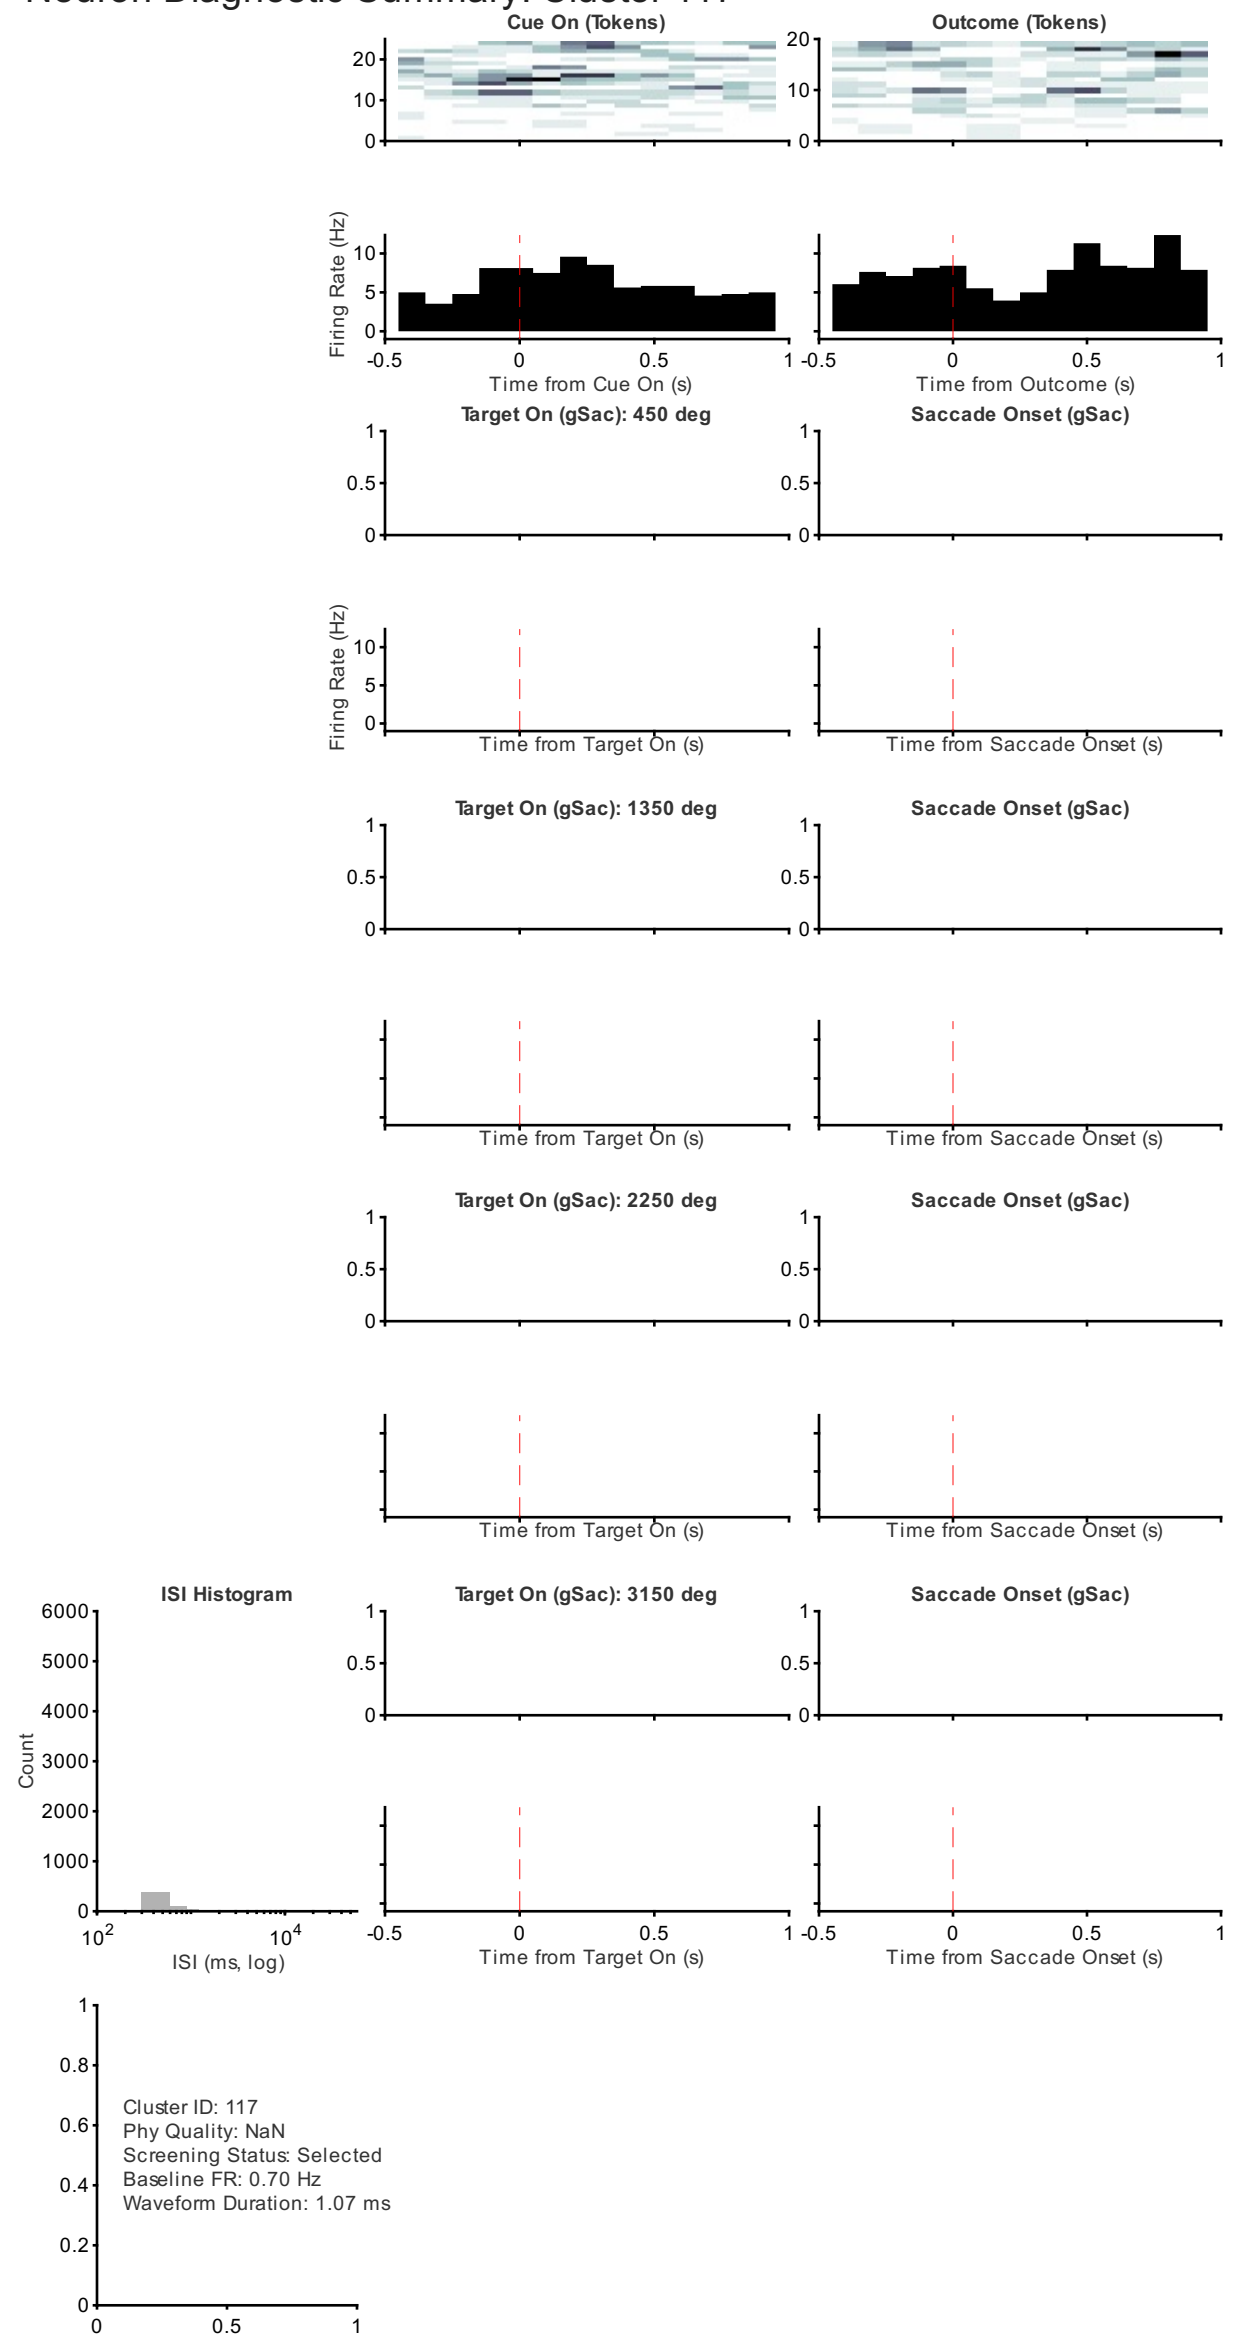 Cue On (Tokens)
Outcome (Tokens)
20
10
0
20
10
0
Firing Rate (Hz)
10
5
0
-0.5
0
0.5
1
-0.5
0
0.5
1
Time from Cue On (s)
Time from Outcome (s)
Target On (gSac): 450 deg
Saccade Onset (gSac)
1
0.5
0
1
0.5
0
Firing Rate (Hz)
10
5
0
Time from Target On (s)
Time from Saccade Onset (s)
Target On (gSac): 1350 deg
Saccade Onset (gSac)
1
0.5
0
1
0.5
0
Time from Target On (s)
Time from Saccade Onset (s)
Target On (gSac): 2250 deg
Saccade Onset (gSac)
1
0.5
0
1
0.5
0
Time from Target On (s)
Time from Saccade Onset (s)
ISI Histogram
Target On (gSac): 3150 deg
Saccade Onset (gSac)
6000
5000
4000
3000
2000
1000
0
Count
10^2
10^4
ISI (ms, log)
1
0.5
0
1
0.5
0
-0.5
0
0.5
1
-0.5
0
0.5
1
Time from Target On (s)
Time from Saccade Onset (s)
1
0.8
0.6
0.4
0.2
0
Cluster ID: 117
Phy Quality: NaN
Screening Status: Selected
Baseline FR: 0.70 Hz
Waveform Duration: 1.07 ms
0
0.5
1